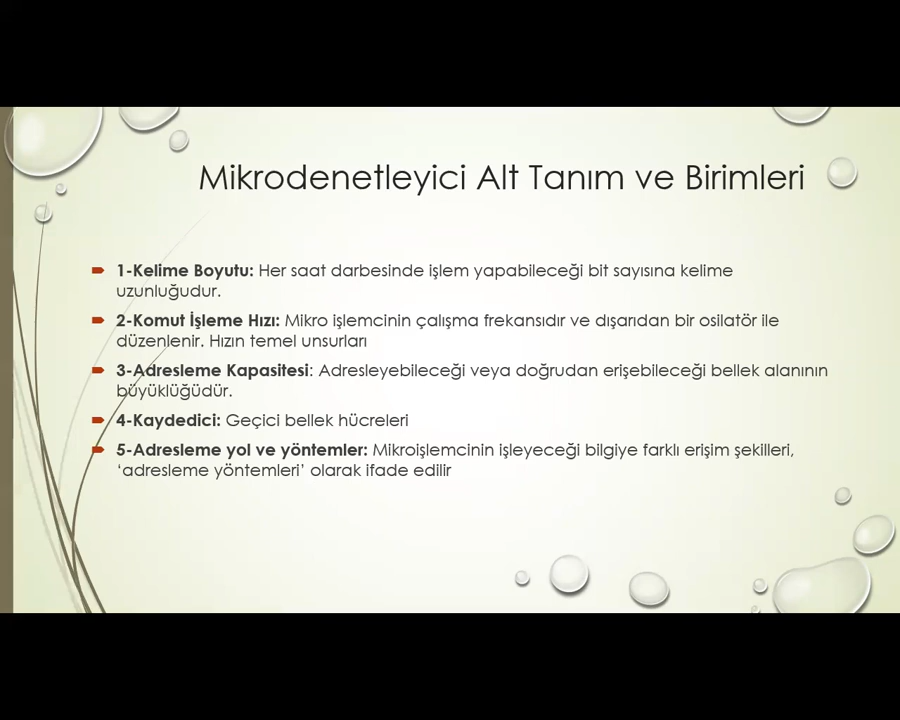 Mikrodenetleyici Alt Tanım ve Birimleri
1-Kelime Boyutu: Her saat darbesinde işlem yapabileceği bit sayısına kelime
uzunluğudur.
2-Komut İşleme Hızı: Mikro işlemcinin çalışma frekansıdır ve dışarıdan bir osilatör ile
düzenlenir. Hızın temel unsurları
3-Adresleme Kapasitesi: Adresleyebileceği veya doğrudan erişebileceği bellek alanının
büyüklüğüdür.
4-Kaydedici: Geçici bellek hücreleri
5-Adresleme yol ve yöntemler: Mikroişlemcinin işleyeceği bilgiye farklı erişim şekilleri,
‘adresleme yöntemleri’ olarak ifade edilir